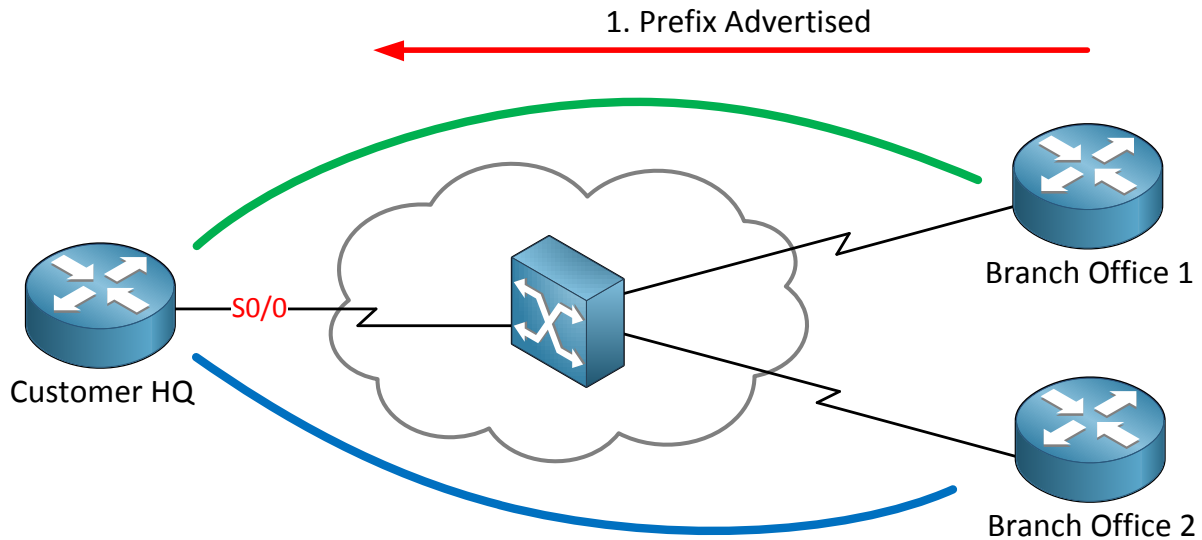 1. Prefix Advertised
Branch Office 1
S0/0
Customer HQ
Branch Office 2